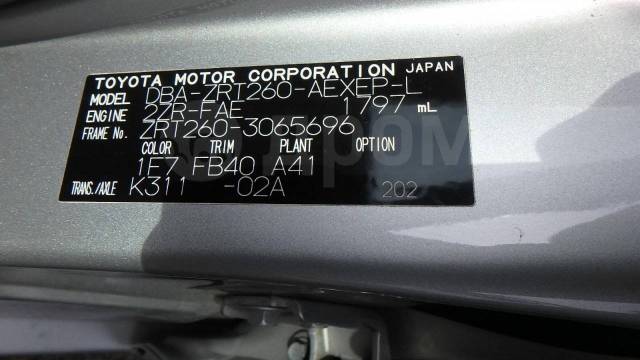 TOYOTA MOTOR CORPORATION JAPAN
MODEL DBA-ZRT260-AEXEP-L
ENGINE 2ZR-FAE 1797 mL
FRAME No. ZRT260-3065696
COLOR TRIM PLANT OPTION
1F7 FB40 A41
TRANS./AXLE K311 -02A 202